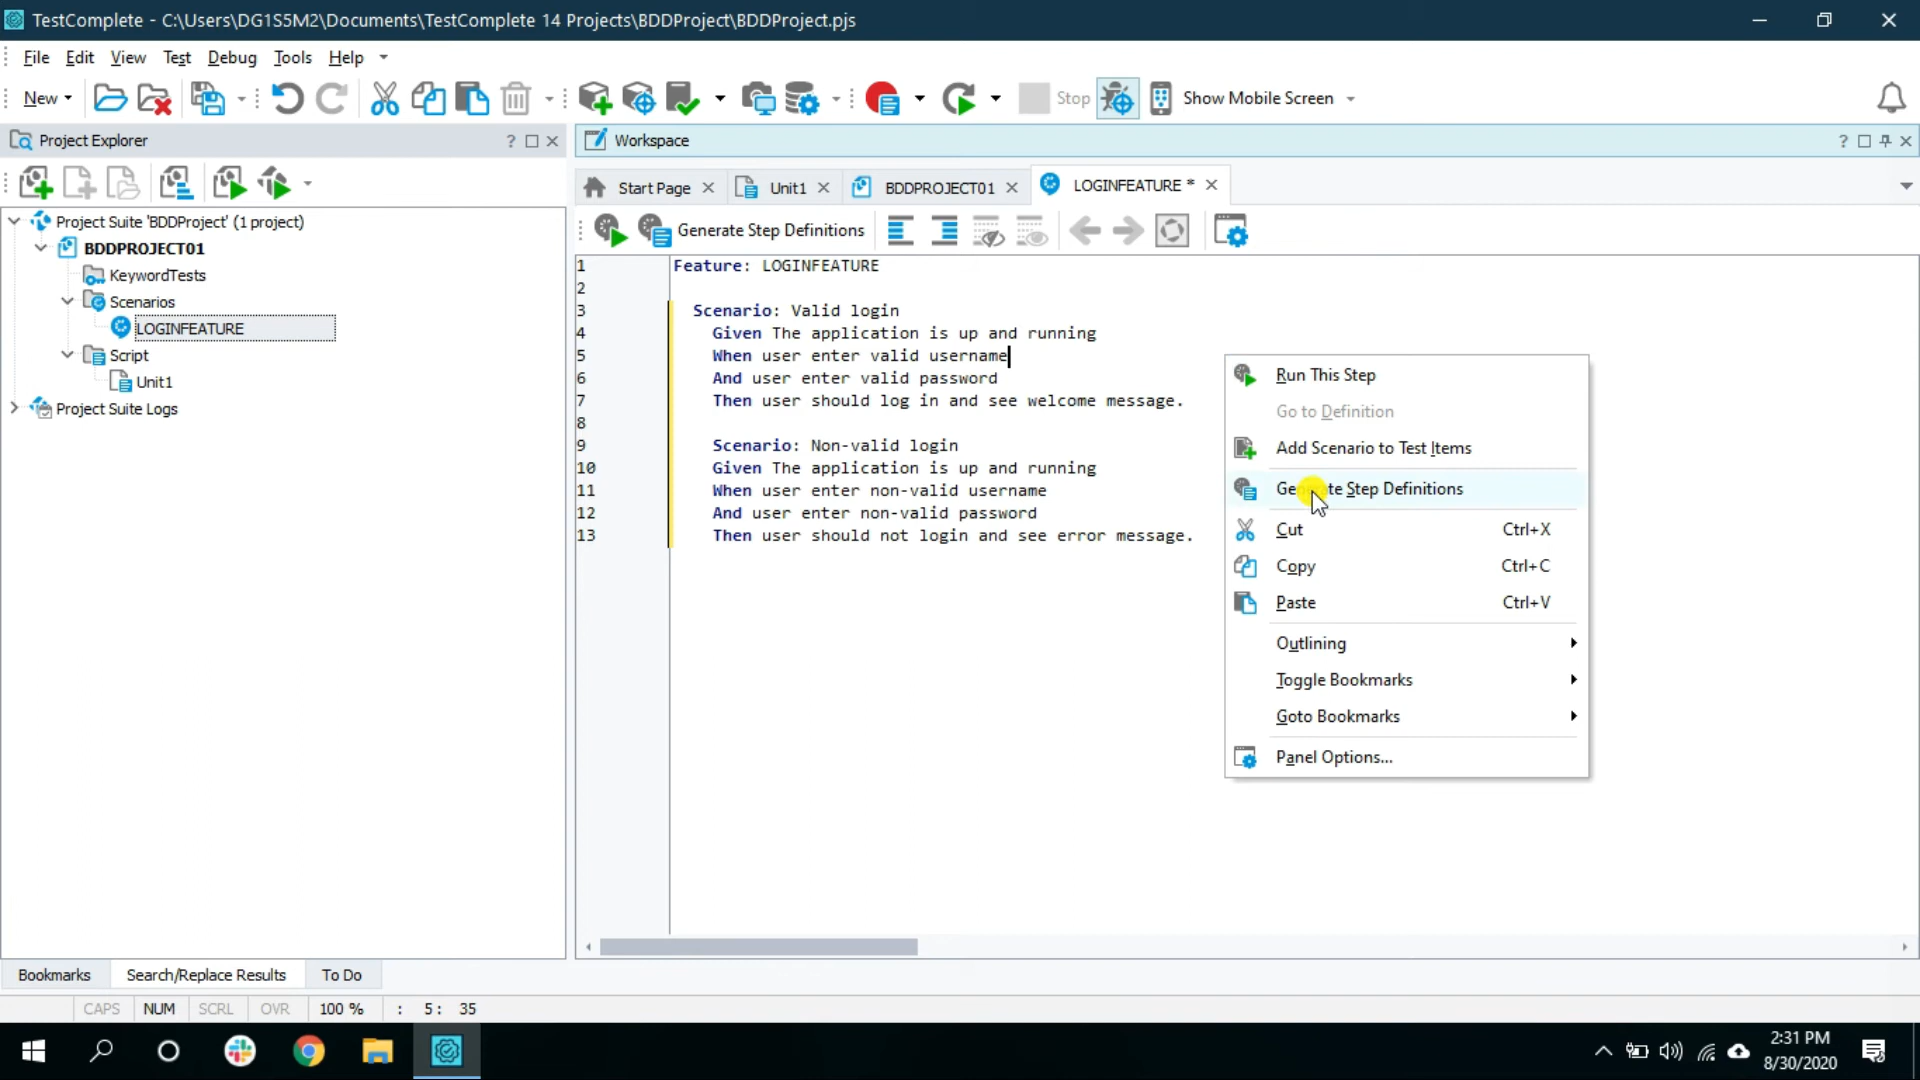 TestComplete - C:\Users\DG1S5M2\Documents\TestComplete 14 Projects\BDDProject\BDDProject.pjs
File Edit View Test Debug Tools Help
New Stop Show Mobile Screen
Project Explorer
Workspace
Start Page Unit1 BDDPROJECT01 LOGINFEATURE *
Generate Step Definitions
Project Suite 'BDDProject' (1 project)
BDDPROJECT01
KeywordTests
Scenarios
LOGINFEATURE
Script
Unit1
Project Suite Logs
1 Feature: LOGINFEATURE
2
3 Scenario: Valid login
4 Given The application is up and running
5 When user enter valid username
6 And user enter valid password
7 Then user should log in and see welcome message.
8
9 Scenario: Non-valid login
10 Given The application is up and running
11 When user enter non-valid username
12 And user enter non-valid password
13 Then user should not login and see error message.
Run This Step
Go to Definition
Add Scenario to Test Items
Generate Step Definitions
Cut Ctrl+X
Copy Ctrl+C
Paste Ctrl+V
Outlining
Toggle Bookmarks
Goto Bookmarks
Panel Options...
Bookmarks Search/Replace Results To Do
CAPS NUM SCRL OVR 100 % : 5: 35
2:31 PM
8/30/2020